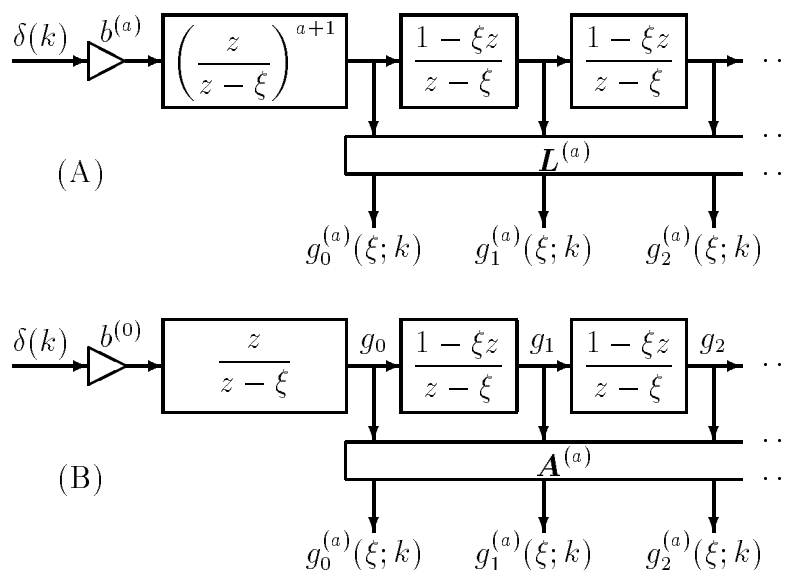 δ(k) b^(a) (z / (z − ξ))^(a+1) (1 − ξz) / (z − ξ) (1 − ξz) / (z − ξ) ··
··
L^(a)
(A) ··
g_0^(a)(ξ; k) g_1^(a)(ξ; k) g_2^(a)(ξ; k)
δ(k) b^(0) z / (z − ξ) g_0 (1 − ξz) / (z − ξ) g_1 (1 − ξz) / (z − ξ) g_2 ··
··
A^(a)
(B) ··
g_0^(a)(ξ; k) g_1^(a)(ξ; k) g_2^(a)(ξ; k)